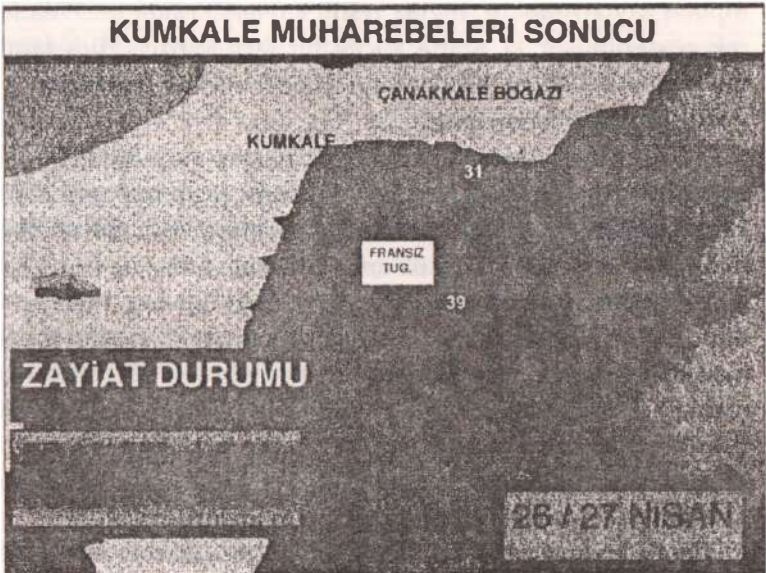 KUMKALE MUHAREBELERİ SONUCU
ÇANAKKALE BOĞAZI
KUMKALE
31
FRANSIZ
TUG.
39
ZAYİAT DURUMU
26 / 27 NİSAN